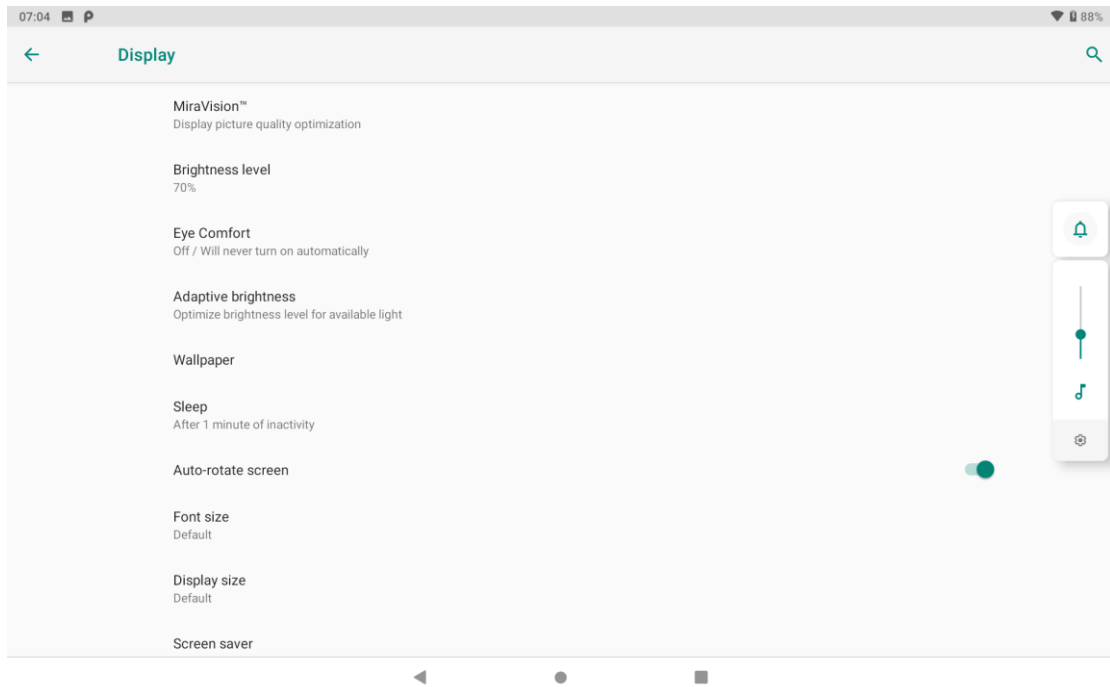 07:04
88%
Display
MiraVision™
Display picture quality optimization
Brightness level
70%
Eye Comfort
Off / Will never turn on automatically
Adaptive brightness
Optimize brightness level for available light
Wallpaper
Sleep
After 1 minute of inactivity
Auto-rotate screen
Font size
Default
Display size
Default
Screen saver